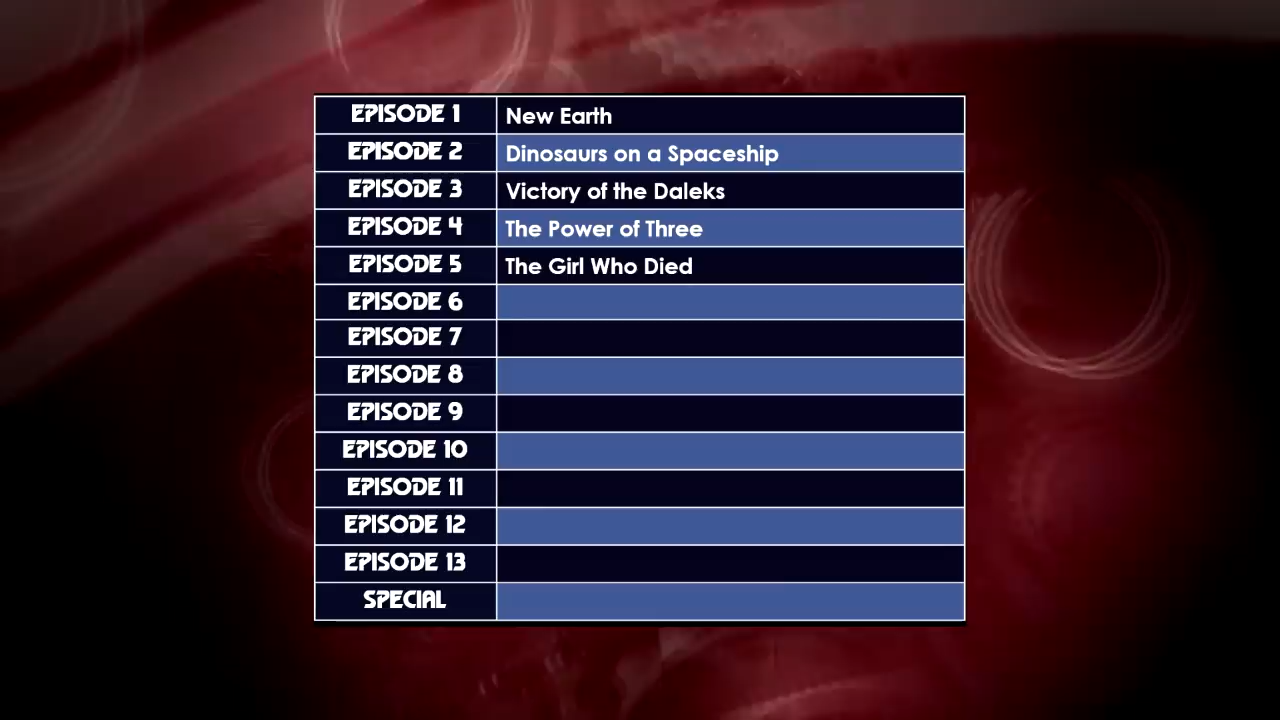 EPISODE 1 New Earth
EPISODE 2 Dinosaurs on a Spaceship
EPISODE 3 Victory of the Daleks
EPISODE 4 The Power of Three
EPISODE 5 The Girl Who Died
EPISODE 6
EPISODE 7
EPISODE 8
EPISODE 9
EPISODE 10
EPISODE 11
EPISODE 12
EPISODE 13
SPECIAL